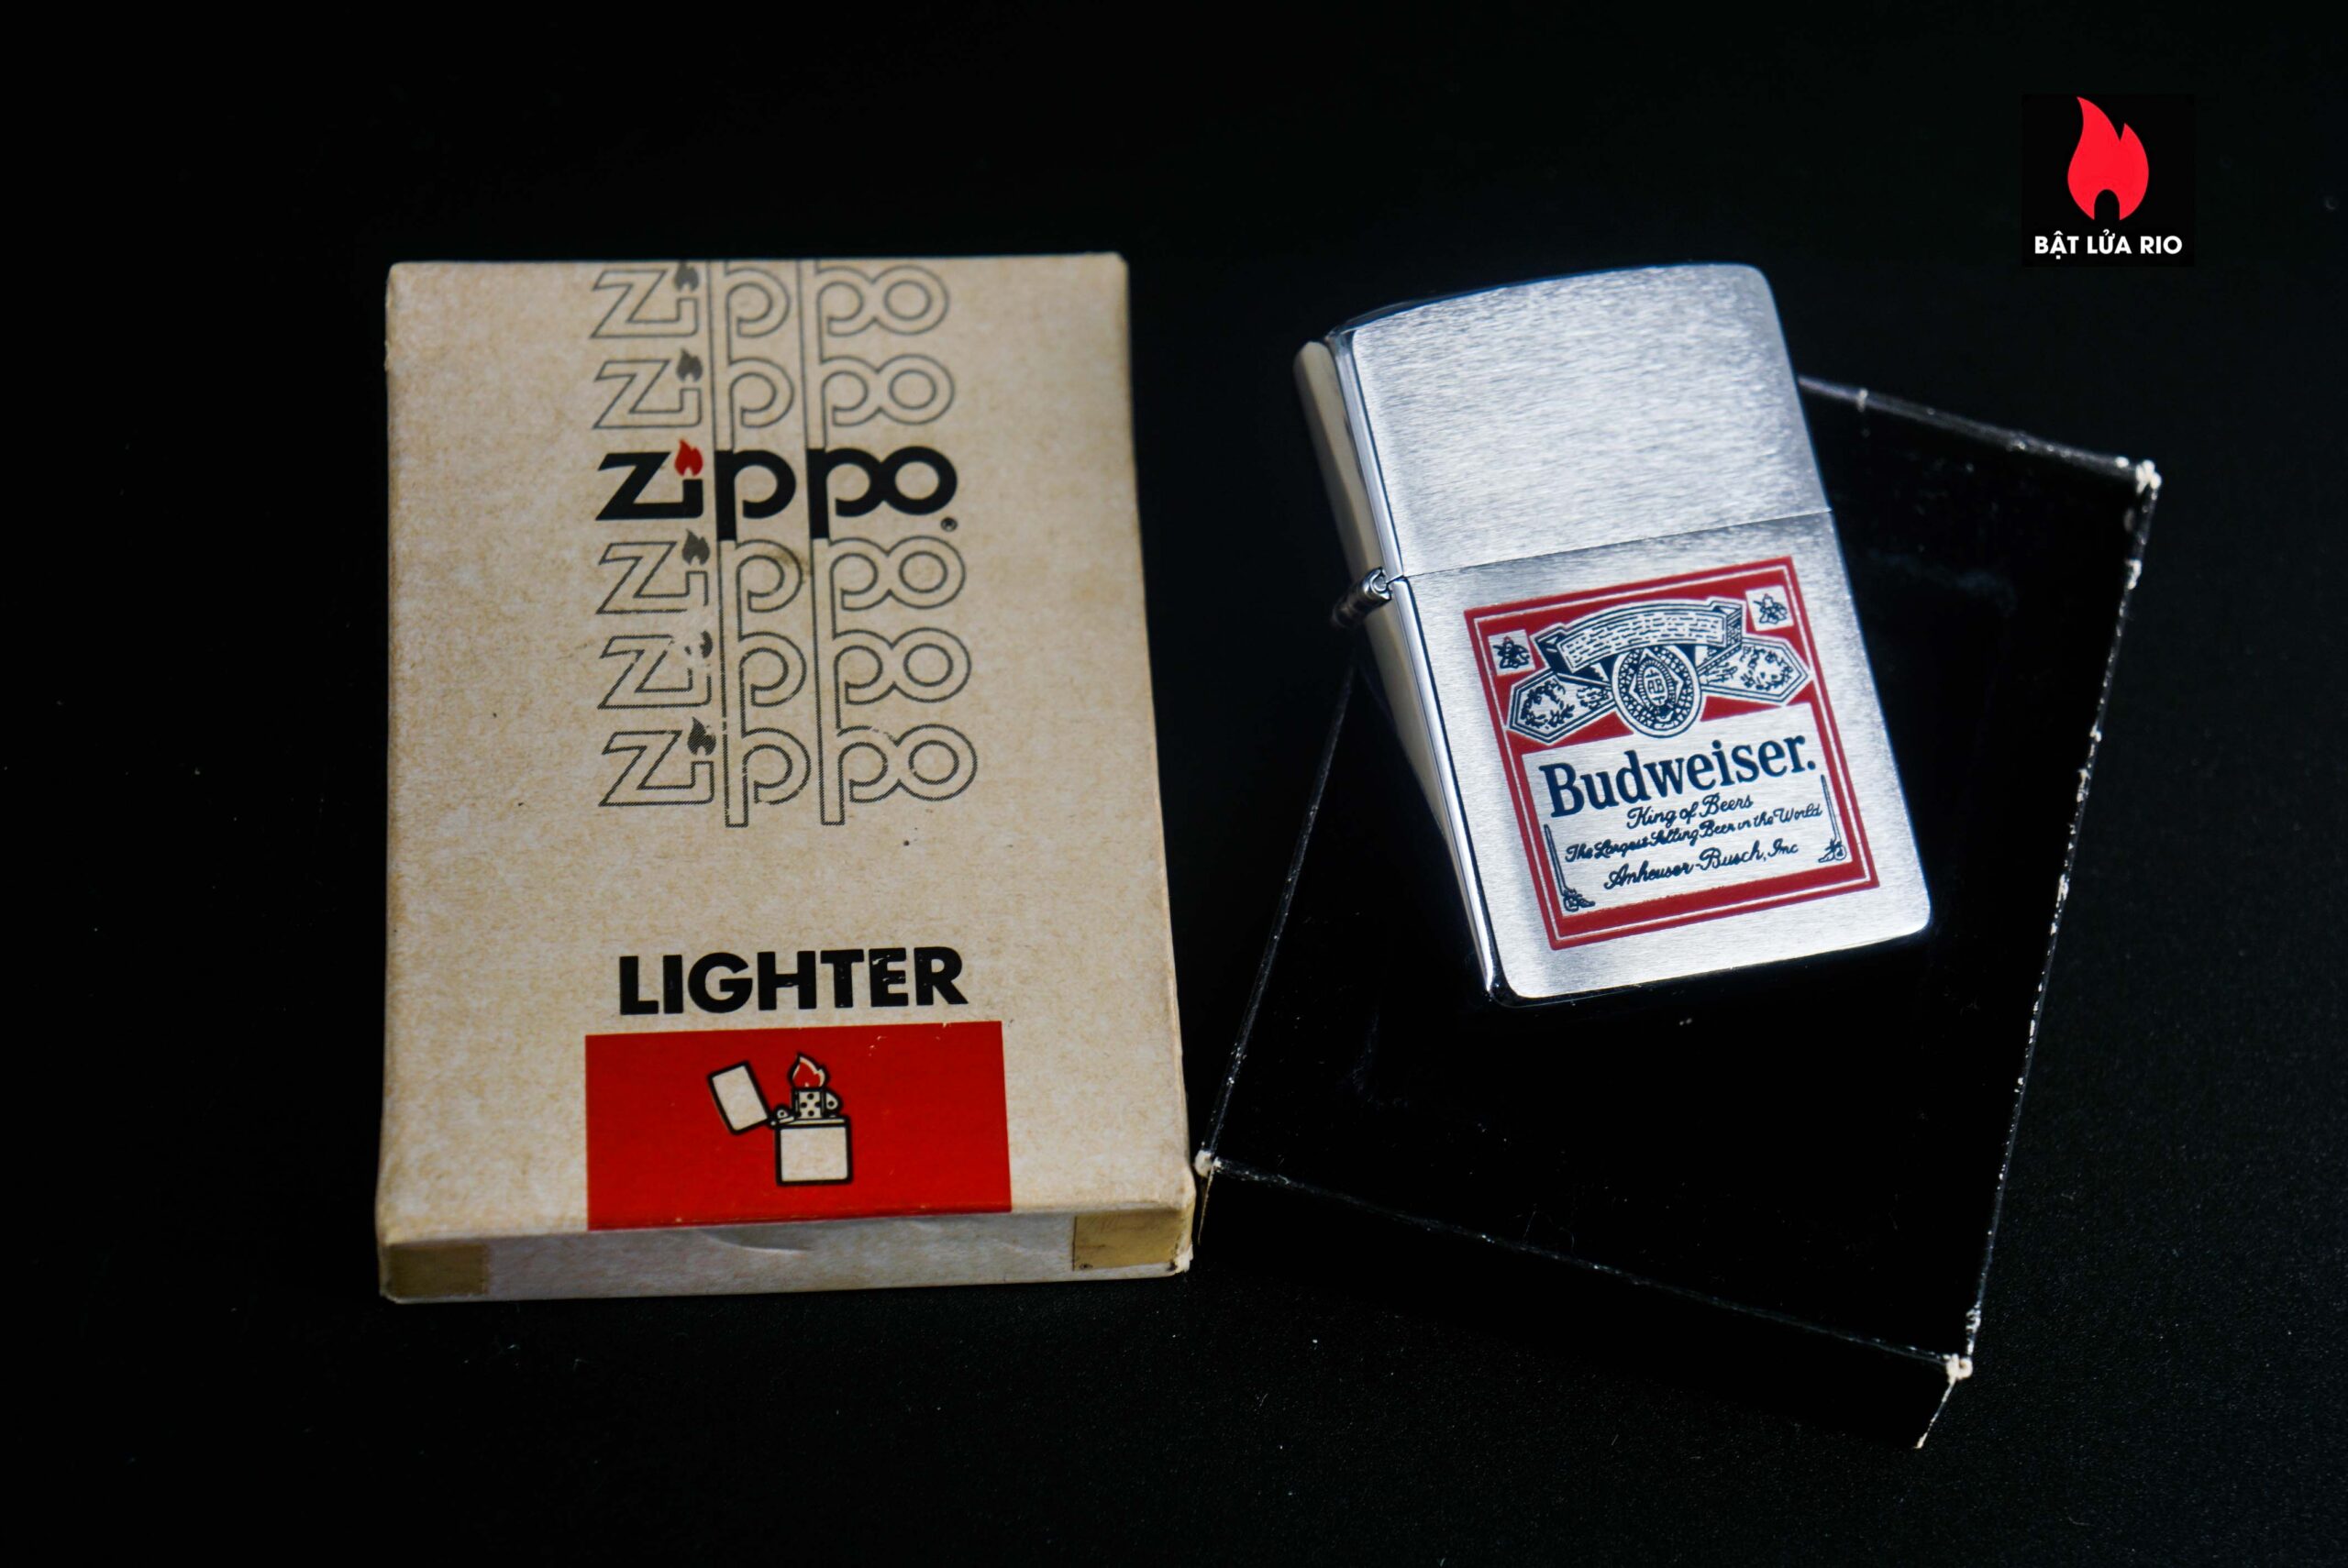 BẬT LỬA RIO
zippo
zippo
zippo®
zippo
zippo
zippo
LIGHTER
Budweiser.
King of Beers
The Largest Selling Beer in the World
Anheuser-Busch, Inc